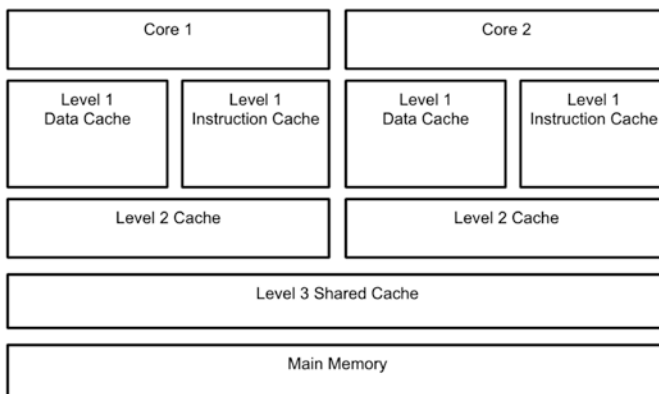 Core 1
Core 2
Level 1
Data Cache
Level 1
Instruction Cache
Level 1
Data Cache
Level 1
Instruction Cache
Level 2 Cache
Level 2 Cache
Level 3 Shared Cache
Main Memory